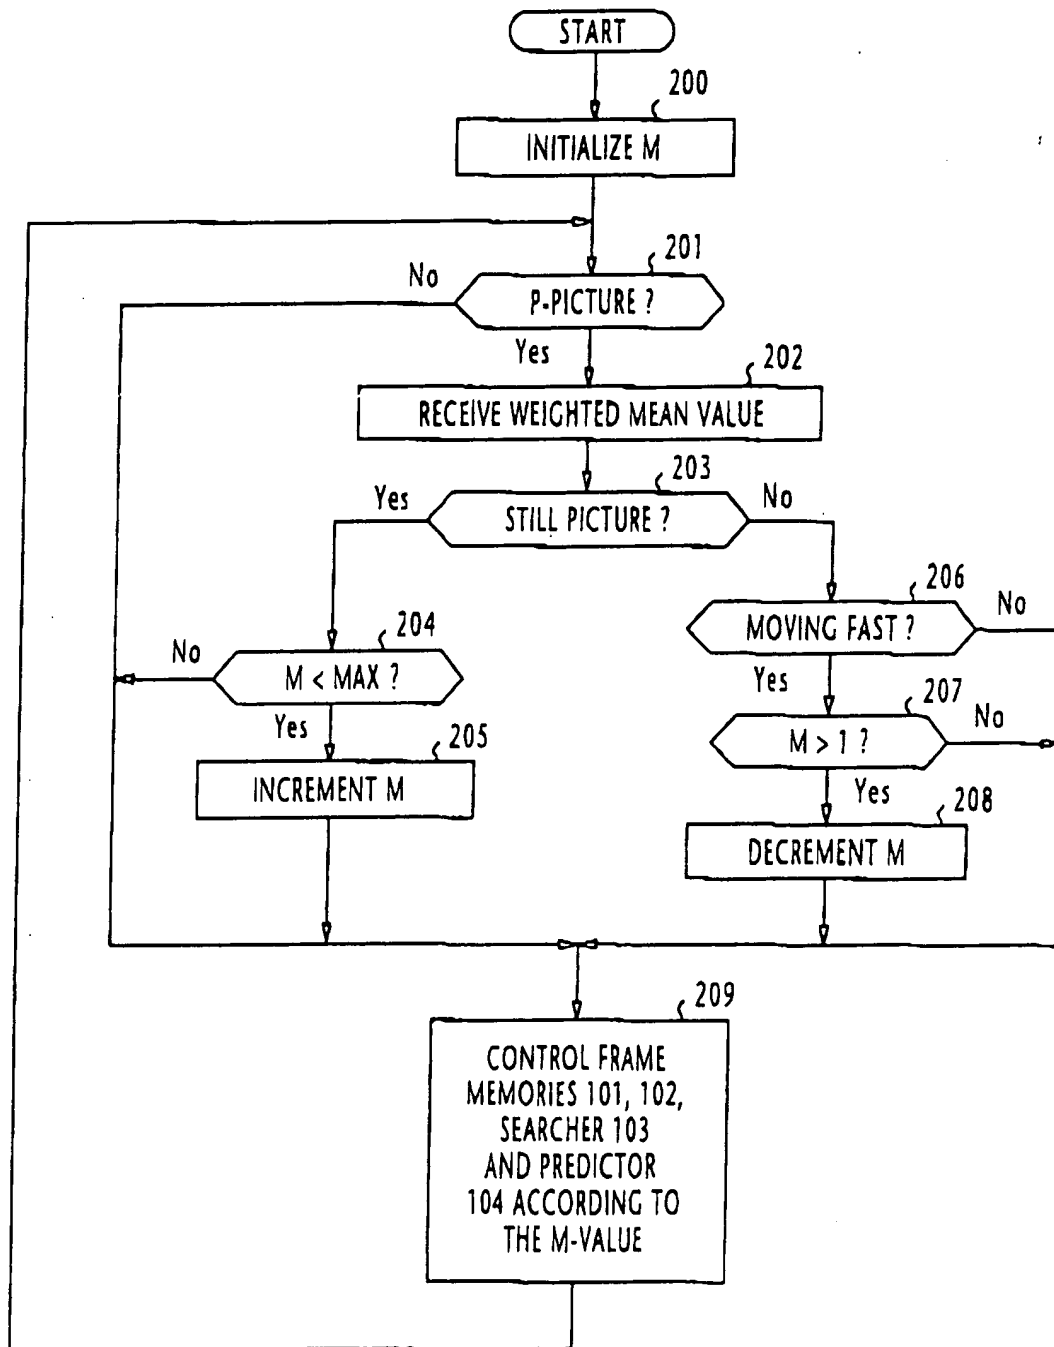 START
200
INITIALIZE M
201
No
P-PICTURE ?
Yes
202
RECEIVE WEIGHTED MEAN VALUE
203
Yes
No
STILL PICTURE ?
206
No
MOVING FAST ?
204
No
M < MAX ?
Yes
207
No
M > 1 ?
Yes
205
INCREMENT M
Yes
208
DECREMENT M
209
CONTROL FRAME
MEMORIES 101, 102,
SEARCHER 103
AND PREDICTOR
104 ACCORDING TO
THE M-VALUE